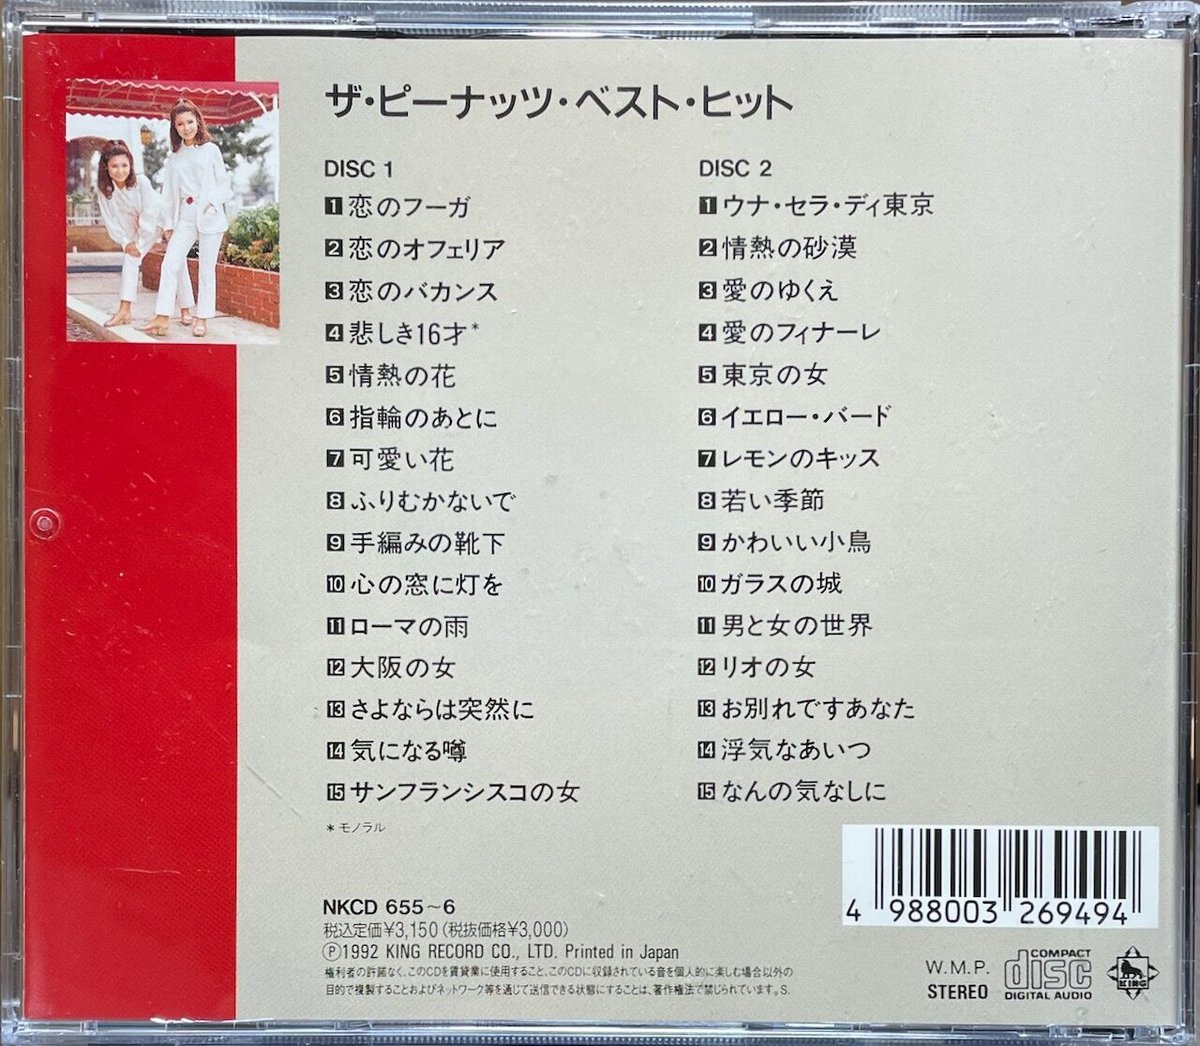 ザ・ピーナッツ・ベスト・ヒット
DISC 1
1 恋のフーガ
2 恋のオフェリア
3 恋のバカンス
4 悲しき16才*
5 情熱の花
6 指輪のあとに
7 可愛い花
8 ふりむかないで
9 手編みの靴下
10 心の窓に灯を
11 ローマの雨
12 大阪の女
13 さよならは突然に
14 気になる噂
15 サンフランシスコの女
* モノラル
DISC 2
1 ウナ・セラ・ディ東京
2 情熱の砂漠
3 愛のゆくえ
4 愛のフィナーレ
5 東京の女
6 イエロー・バード
7 レモンのキッス
8 若い季節
9 かわいい小鳥
10 ガラスの城
11 男と女の世界
12 リオの女
13 お別れですあなた
14 浮気なあいつ
15 なんの気なしに
NKCD 655~6
税込定価¥3,150(税抜価格¥3,000)
Ⓟ1992 KING RECORD CO., LTD. Printed in Japan
権利者の許諾なく、このCDを賃貸業に使用すること、このCDに収録されている音を個人的に楽しむ場合以外の
目的で複製することおよびネットワーク等を通じて送信できる状態にすることは、著作権法で禁じられています。S.
4 988003 269494
W.M.P.
STEREO
COMPACT
disc
DIGITAL AUDIO
KING